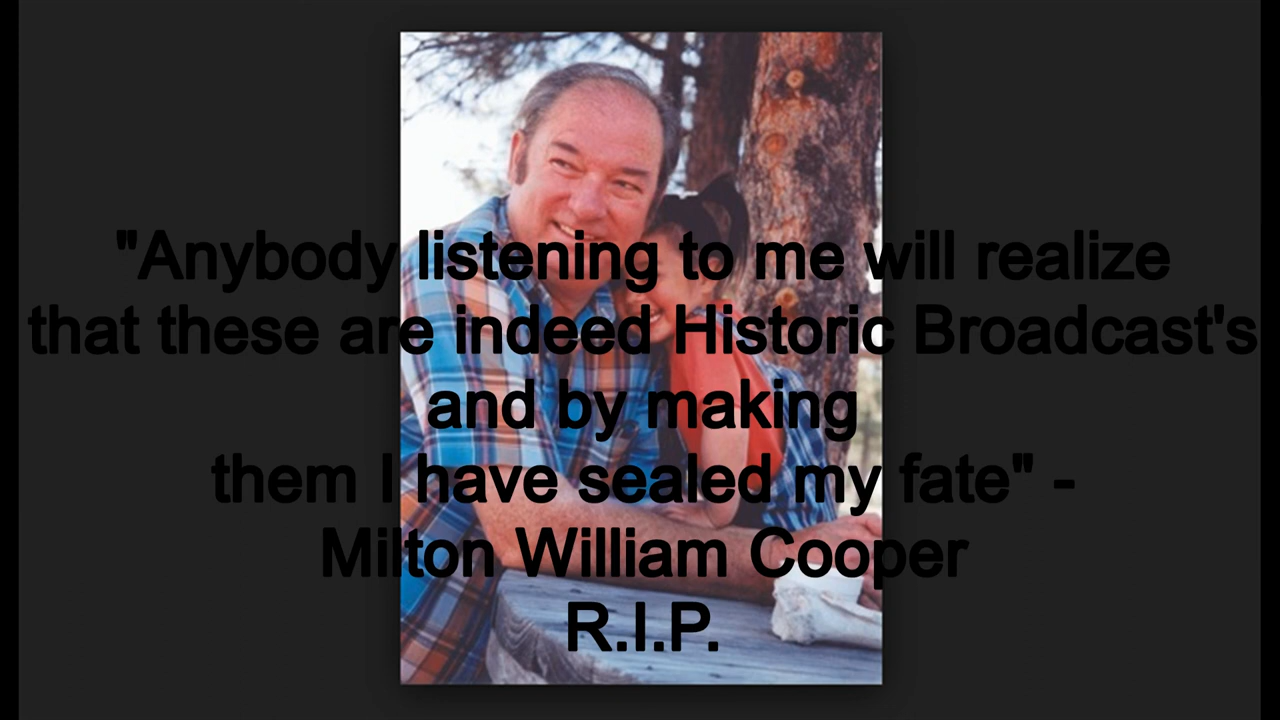 "Anybody listening to me will realize
that these are indeed Historic Broadcast's
and by making
them I have sealed my fate" -
Milton William Cooper
R.I.P.